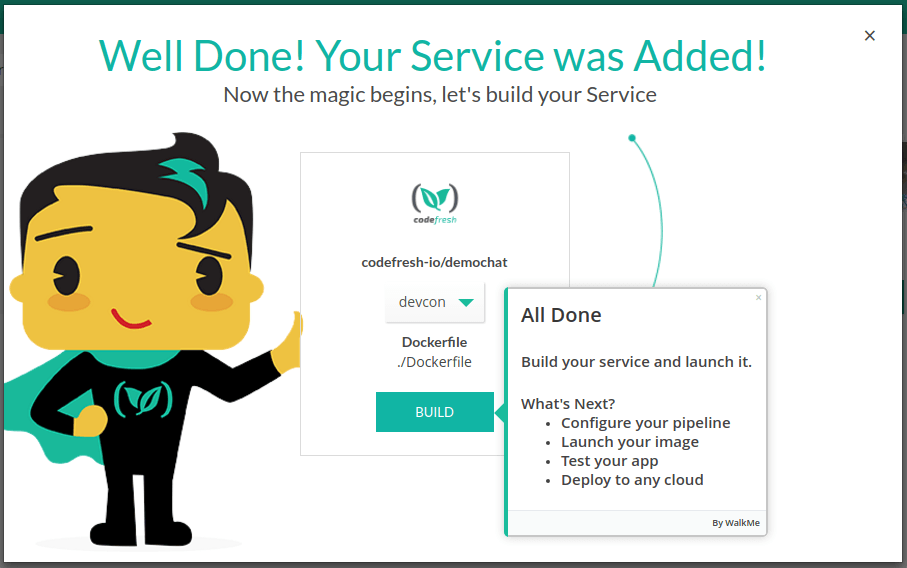 Well Done! Your Service was Added!
×
Now the magic begins, let's build your Service
codefresh
codefresh-io/demochat
devcon
Dockerfile
./Dockerfile
BUILD
×
All Done
Build your service and launch it.
What's Next?
• Configure your pipeline
• Launch your image
• Test your app
• Deploy to any cloud
By WalkMe